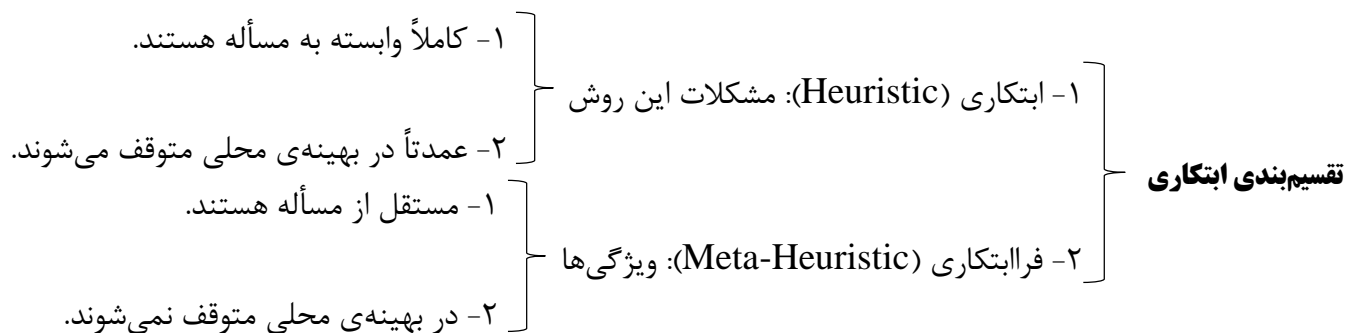 تقسیم‌بندی ابتکاری
۱- ابتکاری (Heuristic): مشکلات این روش
۱- کاملاً وابسته به مسأله هستند.
۲- عمدتاً در بهینه‌ی محلی متوقف می‌شوند.
۲- فراابتکاری (Meta-Heuristic): ویژگی‌ها
۱- مستقل از مسأله هستند.
۲- در بهینه‌ی محلی متوقف نمی‌شوند.